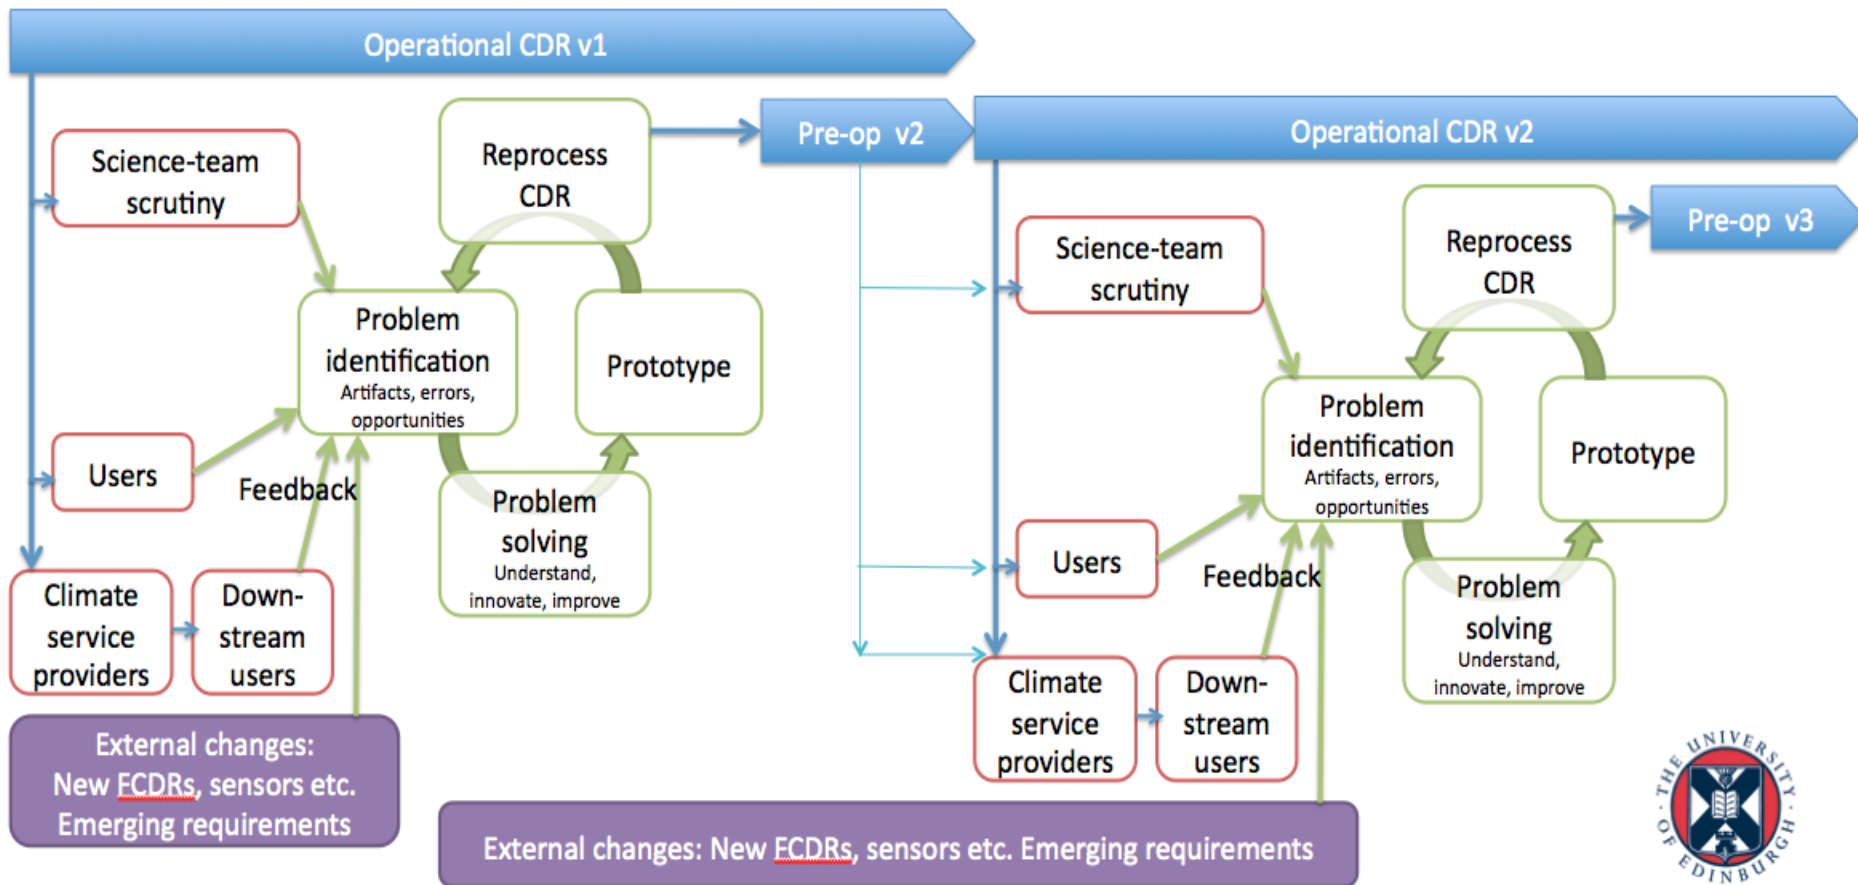 Operational CDR v1
Science-team
scrutiny
Reprocess
CDR
Pre-op v2
Problem
identification
Artifacts, errors,
opportunities
Prototype
Users
Feedback
Problem
solving
Understand,
innovate, improve
Climate
service
providers
Down-
stream
users
External changes:
New FCDRs, sensors etc.
Emerging requirements
Operational CDR v2
Science-team
scrutiny
Reprocess
CDR
Pre-op v3
Problem
identification
Artifacts, errors,
opportunities
Prototype
Users
Feedback
Problem
solving
Understand,
innovate, improve
Climate
service
providers
Down-
stream
users
External changes: New FCDRs, sensors etc. Emerging requirements
THE UNIVERSITY
OF EDINBURGH